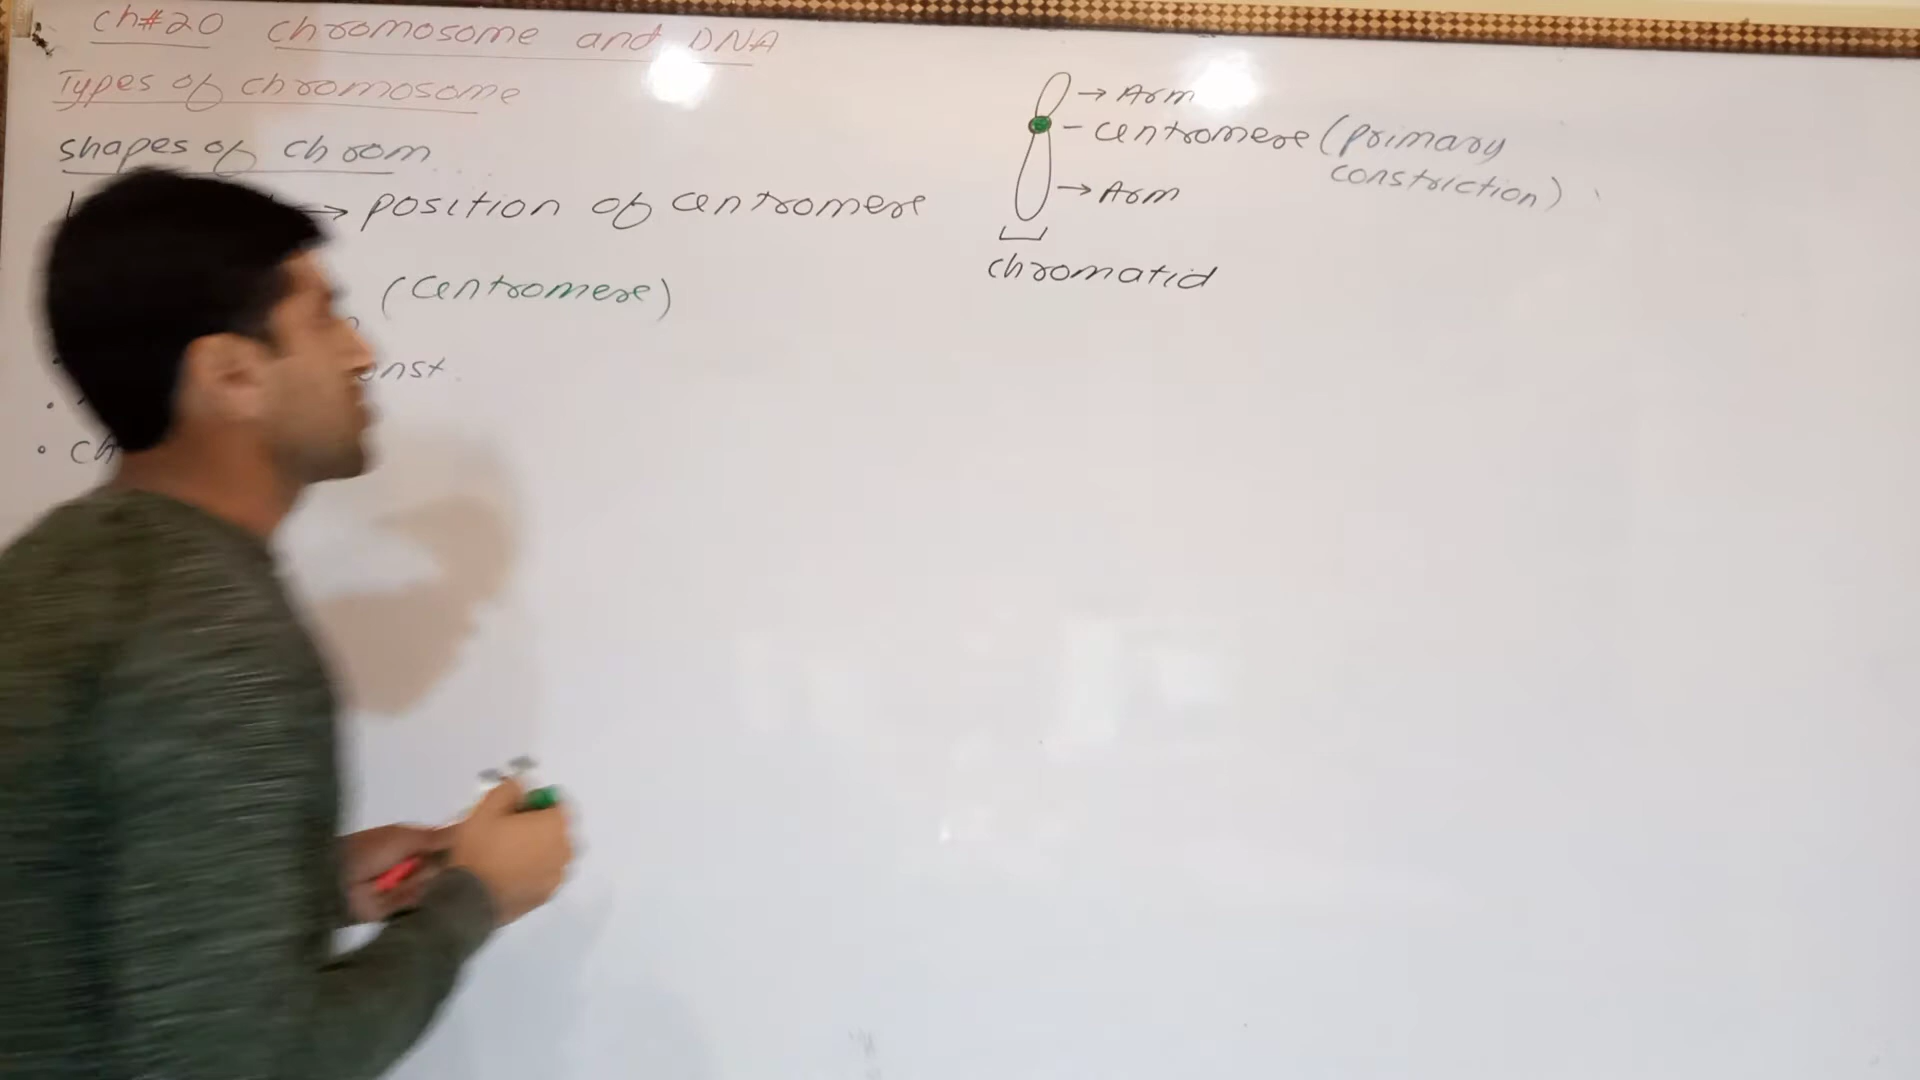 Ch#20 Chromosome and DNA
Types of chromosome
shapes of chrom
→ position of centromere
(centromere)
onst.
• Ch
→ Arm
- centromere (primary
constriction)
→ Arm
chromatid